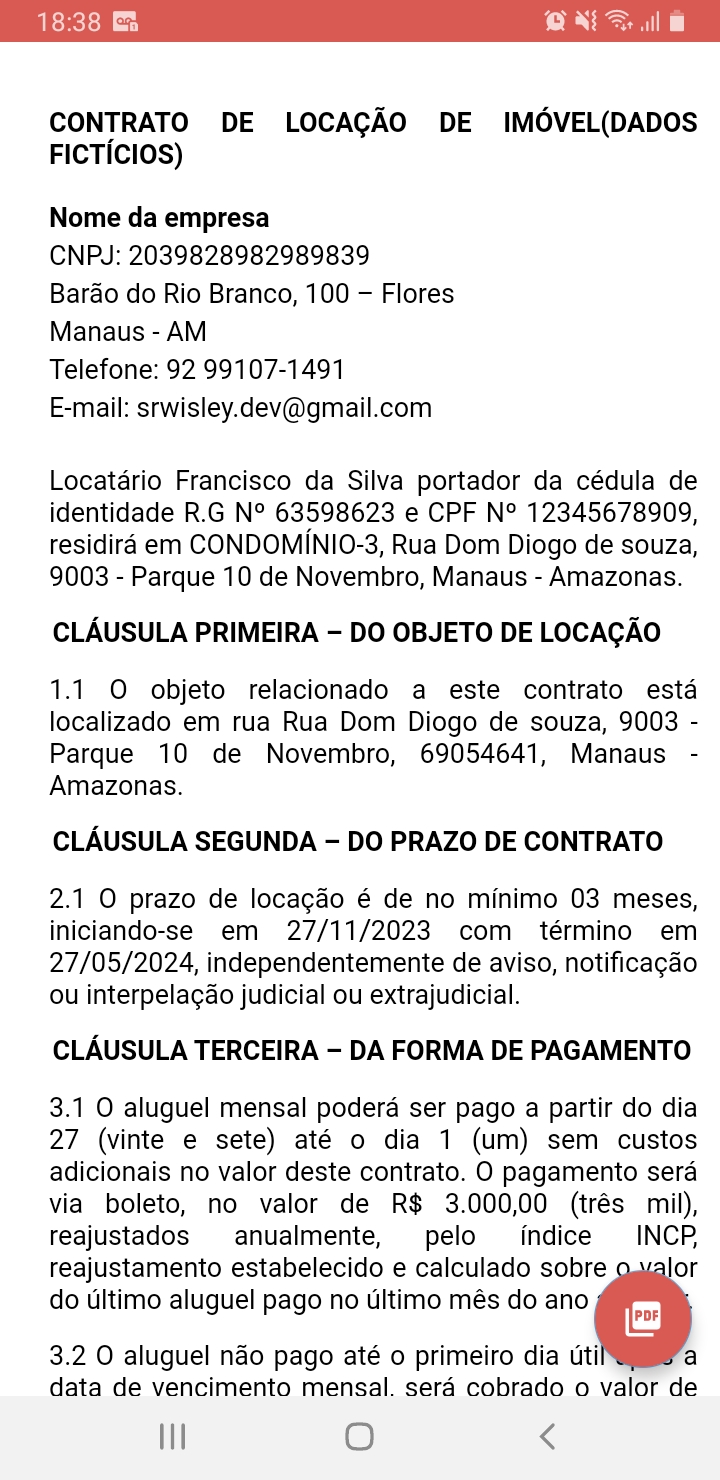 18:38
CONTRATO DE LOCAÇÃO DE IMÓVEL(DADOS
FICTÍCIOS)
Nome da empresa
CNPJ: 2039828982989839
Barão do Rio Branco, 100 – Flores
Manaus - AM
Telefone: 92 99107-1491
E-mail: srwisley.dev@gmail.com
Locatário Francisco da Silva portador da cédula de
identidade R.G Nº 63598623 e CPF Nº 12345678909,
residirá em CONDOMÍNIO-3, Rua Dom Diogo de souza,
9003 - Parque 10 de Novembro, Manaus - Amazonas.
CLÁUSULA PRIMEIRA – DO OBJETO DE LOCAÇÃO
1.1 O objeto relacionado a este contrato está
localizado em rua Rua Dom Diogo de souza, 9003 -
Parque 10 de Novembro, 69054641, Manaus -
Amazonas.
CLÁUSULA SEGUNDA – DO PRAZO DE CONTRATO
2.1 O prazo de locação é de no mínimo 03 meses,
iniciando-se em 27/11/2023 com término em
27/05/2024, independentemente de aviso, notificação
ou interpelação judicial ou extrajudicial.
CLÁUSULA TERCEIRA – DA FORMA DE PAGAMENTO
3.1 O aluguel mensal poderá ser pago a partir do dia
27 (vinte e sete) até o dia 1 (um) sem custos
adicionais no valor deste contrato. O pagamento será
via boleto, no valor de R$ 3.000,00 (três mil),
reajustados anualmente, pelo índice INCP,
reajustamento estabelecido e calculado sobre o valor
do último aluguel pago no último mês do ano
PDF
3.2 O aluguel não pago até o primeiro dia útil a
data de vencimento mensal, será cobrado o valor de